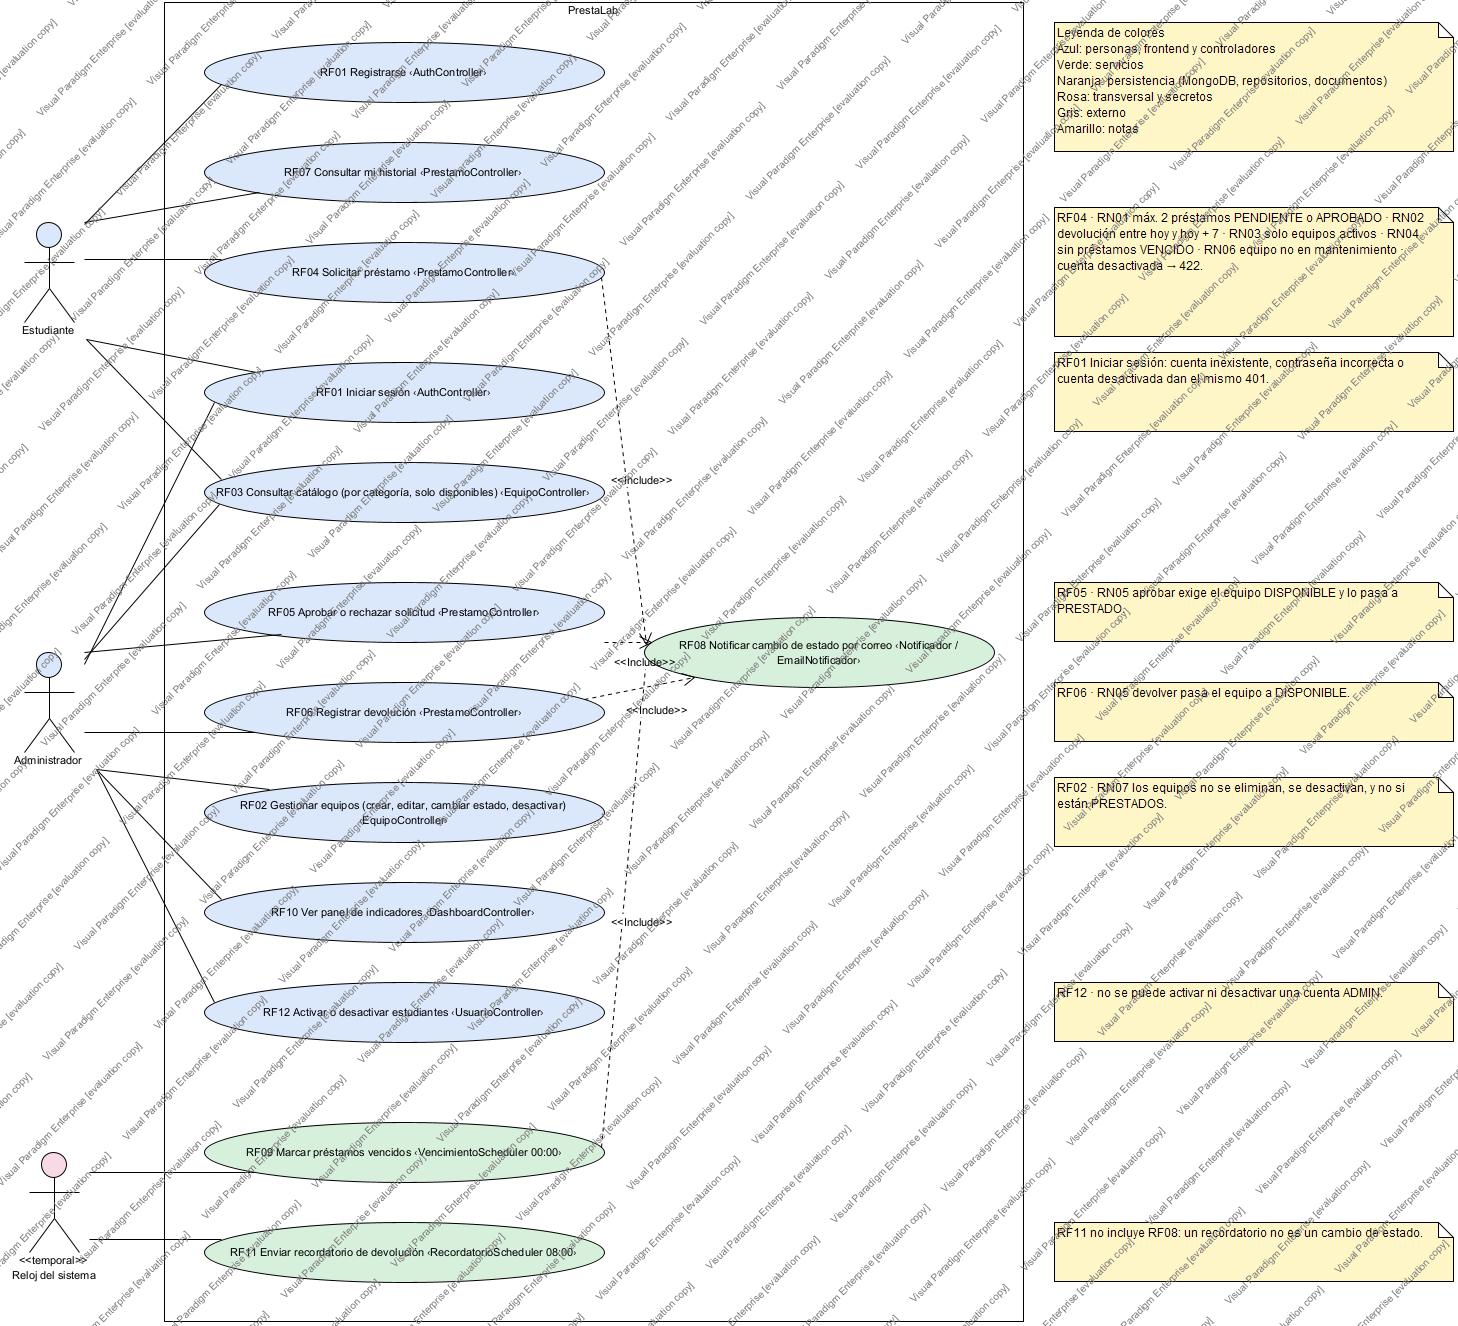 PrestaLab
RF01 Registrarse ‹AuthController›
RF07 Consultar mi historial ‹PrestamoController›
RF04 Solicitar préstamo ‹PrestamoController›
Estudiante
RF01 Iniciar sesión ‹AuthController›
RF03 Consultar catálogo (por categoría, solo disponibles) ‹EquipoController›
<<Include>>
RF05 Aprobar o rechazar solicitud ‹PrestamoController›
RF08 Notificar cambio de estado por correo ‹Notificador /
EmailNotificador›
<<Include>>
RF06 Registrar devolución ‹PrestamoController›
<<Include>>
Administrador
RF02 Gestionar equipos (crear, editar, cambiar estado, desactivar)
‹EquipoController›
RF10 Ver panel de indicadores ‹DashboardController›
<<Include>>
RF12 Activar o desactivar estudiantes ‹UsuarioController›
RF09 Marcar préstamos vencidos ‹VencimientoScheduler 00:00›
RF11 Enviar recordatorio de devolución ‹RecordatorioScheduler 08:00›
<<temporal>>
Reloj del sistema
Leyenda de colores
Azul: personas, frontend y controladores
Verde: servicios
Naranja: persistencia (MongoDB, repositorios, documentos)
Rosa: transversal y secretos
Gris: externo
Amarillo: notas
RF04 · RN01 máx. 2 préstamos PENDIENTE o APROBADO · RN02
devolución entre hoy y hoy + 7 · RN03 solo equipos activos · RN04
sin préstamos VENCIDO · RN06 equipo no en mantenimiento ·
cuenta desactivada → 422.
RF01 Iniciar sesión: cuenta inexistente, contraseña incorrecta o
cuenta desactivada dan el mismo 401.
RF05 · RN05 aprobar exige el equipo DISPONIBLE y lo pasa a
PRESTADO.
RF06 · RN05 devolver pasa el equipo a DISPONIBLE.
RF02 · RN07 los equipos no se eliminan, se desactivan, y no si
están PRESTADOS.
RF12 · no se puede activar ni desactivar una cuenta ADMIN.
RF11 no incluye RF08: un recordatorio no es un cambio de estado.
Visual Paradigm Enterprise [evaluation copy]